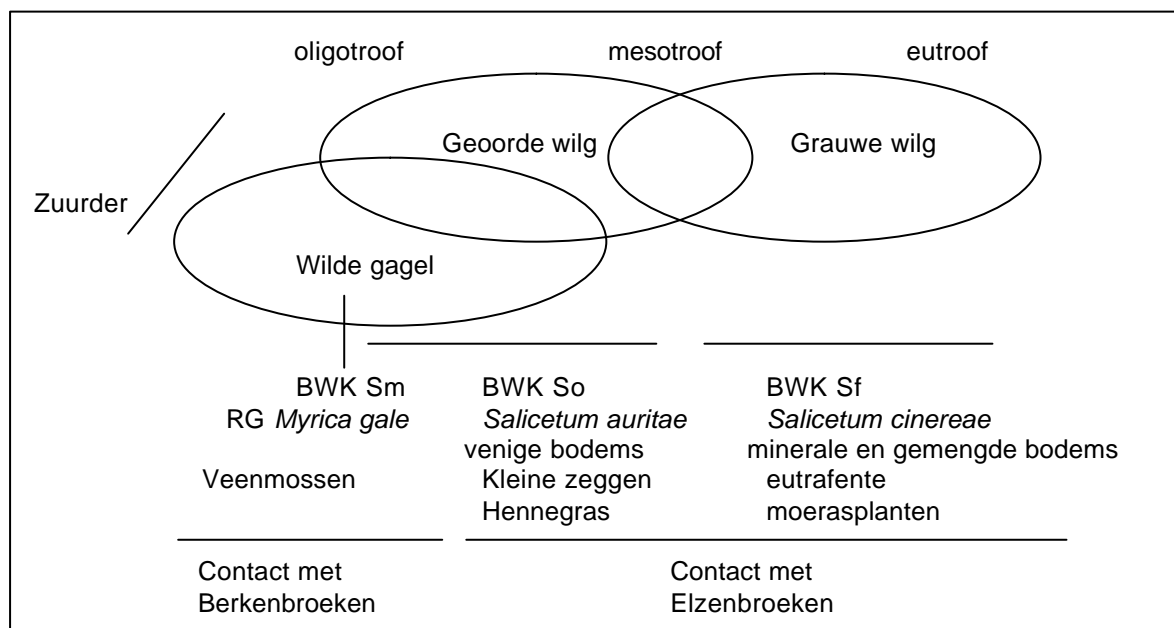 oligotroof mesotroof eutroof
Geoorde wilg Grauwe wilg
Zuurder
Wilde gagel
BWK Sm BWK So BWK Sf
RG Myrica gale Salicetum auritae Salicetum cinereae
venige bodems minerale en gemengde bodems
Veenmossen Kleine zeggen eutrafente
Hennegras moerasplanten
Contact met Contact met
Berkenbroeken Elzenbroeken